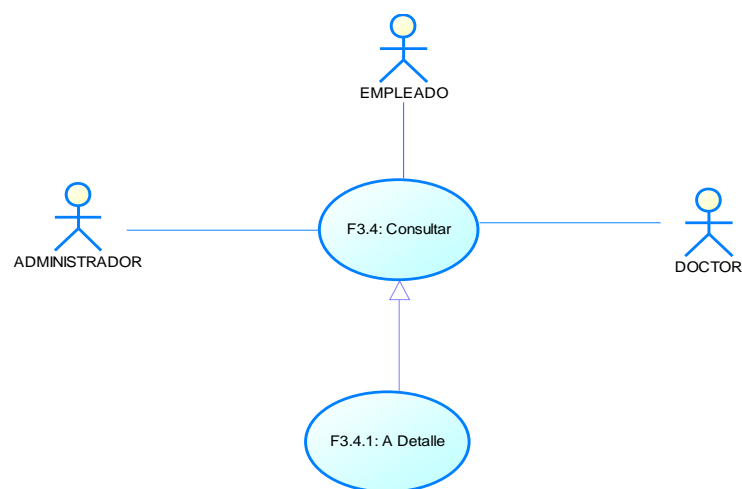 EMPLEADO
F3.4: Consultar
ADMINISTRADOR
DOCTOR
F3.4.1: A Detalle